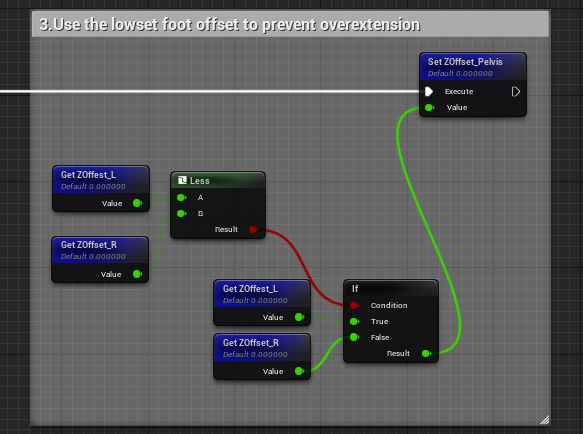 3.Use the lowset foot offset to prevent overextension
Set ZOffset_Pelvis
Default 0.000000
Execute
Value
Get ZOffest_L
Default 0.000000
Value
Less
A
B
Result
Get ZOffset_R
Default 0.000000
Value
Get ZOffest_L
Default 0.000000
Value
If
Condition
True
False
Result
Get ZOffset_R
Default 0.000000
Value